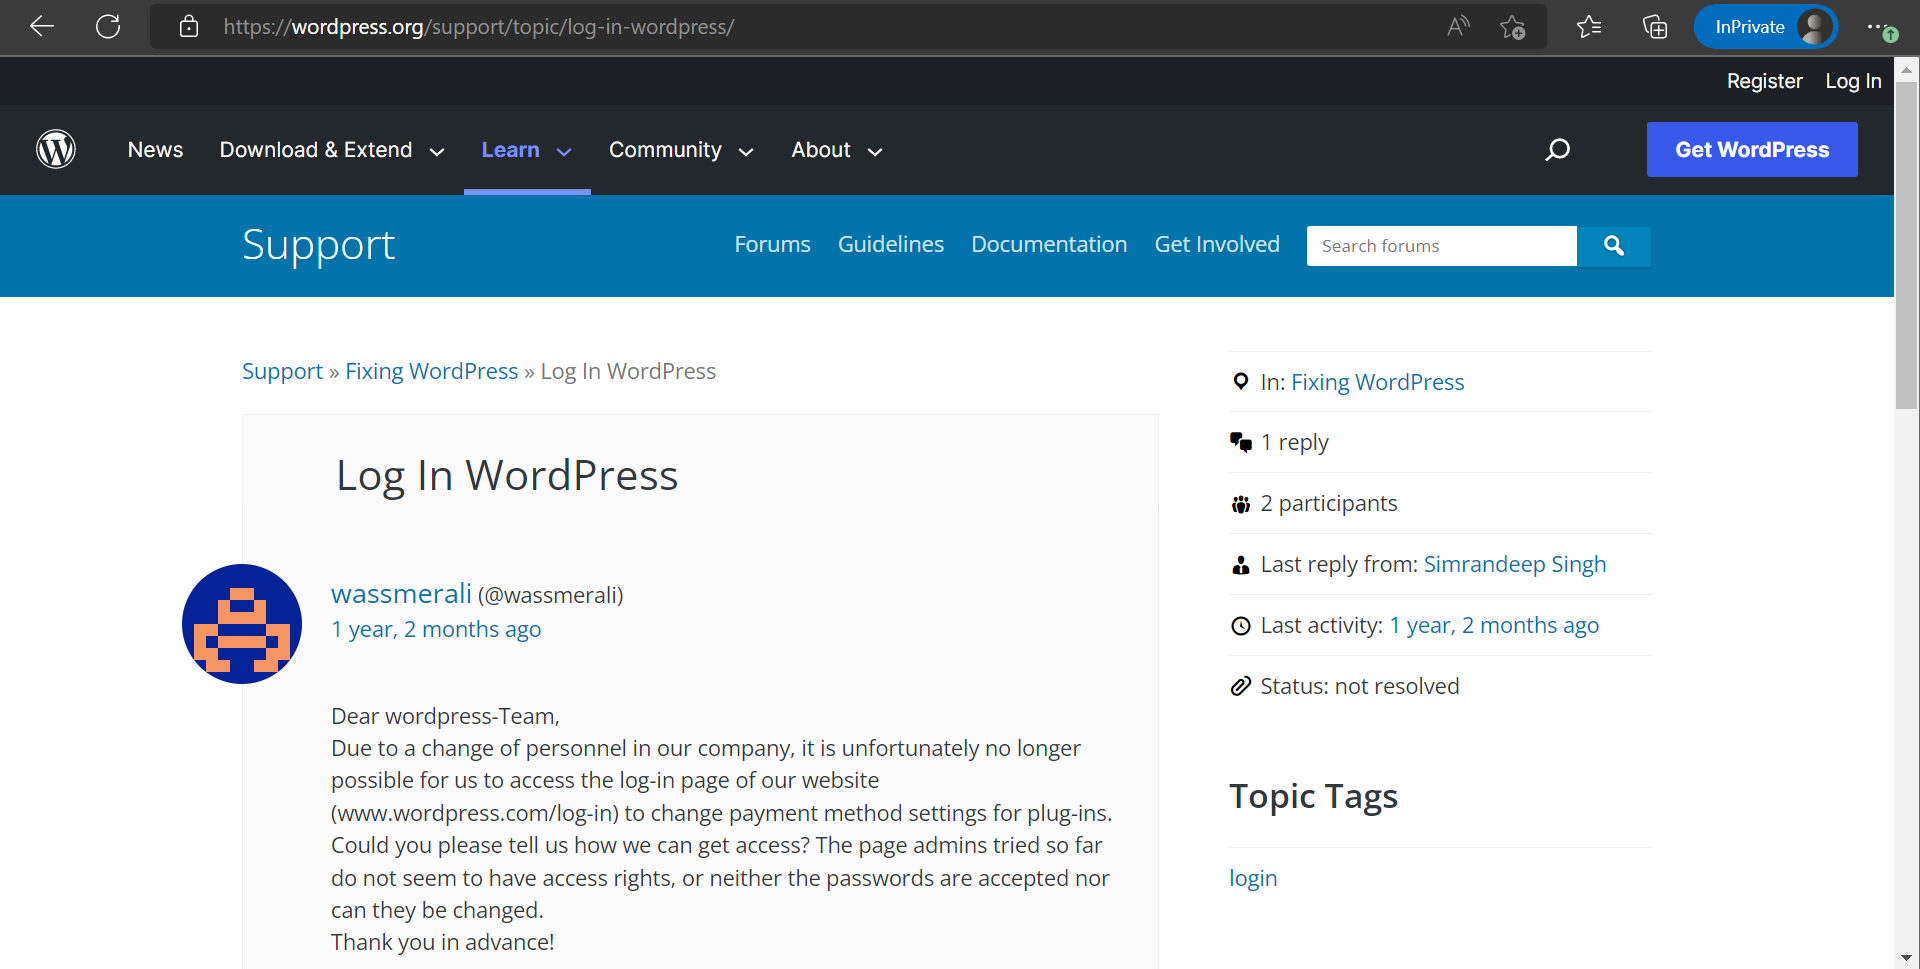 https://wordpress.org/support/topic/log-in-wordpress/
InPrivate
Register Log In
News Download & Extend Learn Community About
Get WordPress
Support
Forums Guidelines Documentation Get Involved
Search forums
Support » Fixing WordPress » Log In WordPress
Log In WordPress
wassmerali (@wassmerali)
1 year, 2 months ago
Dear wordpress-Team,
Due to a change of personnel in our company, it is unfortunately no longer
possible for us to access the log-in page of our website
(www.wordpress.com/log-in) to change payment method settings for plug-ins.
Could you please tell us how we can get access? The page admins tried so far
do not seem to have access rights, or neither the passwords are accepted nor
can they be changed.
Thank you in advance!
In: Fixing WordPress
1 reply
2 participants
Last reply from: Simrandeep Singh
Last activity: 1 year, 2 months ago
Status: not resolved
Topic Tags
login